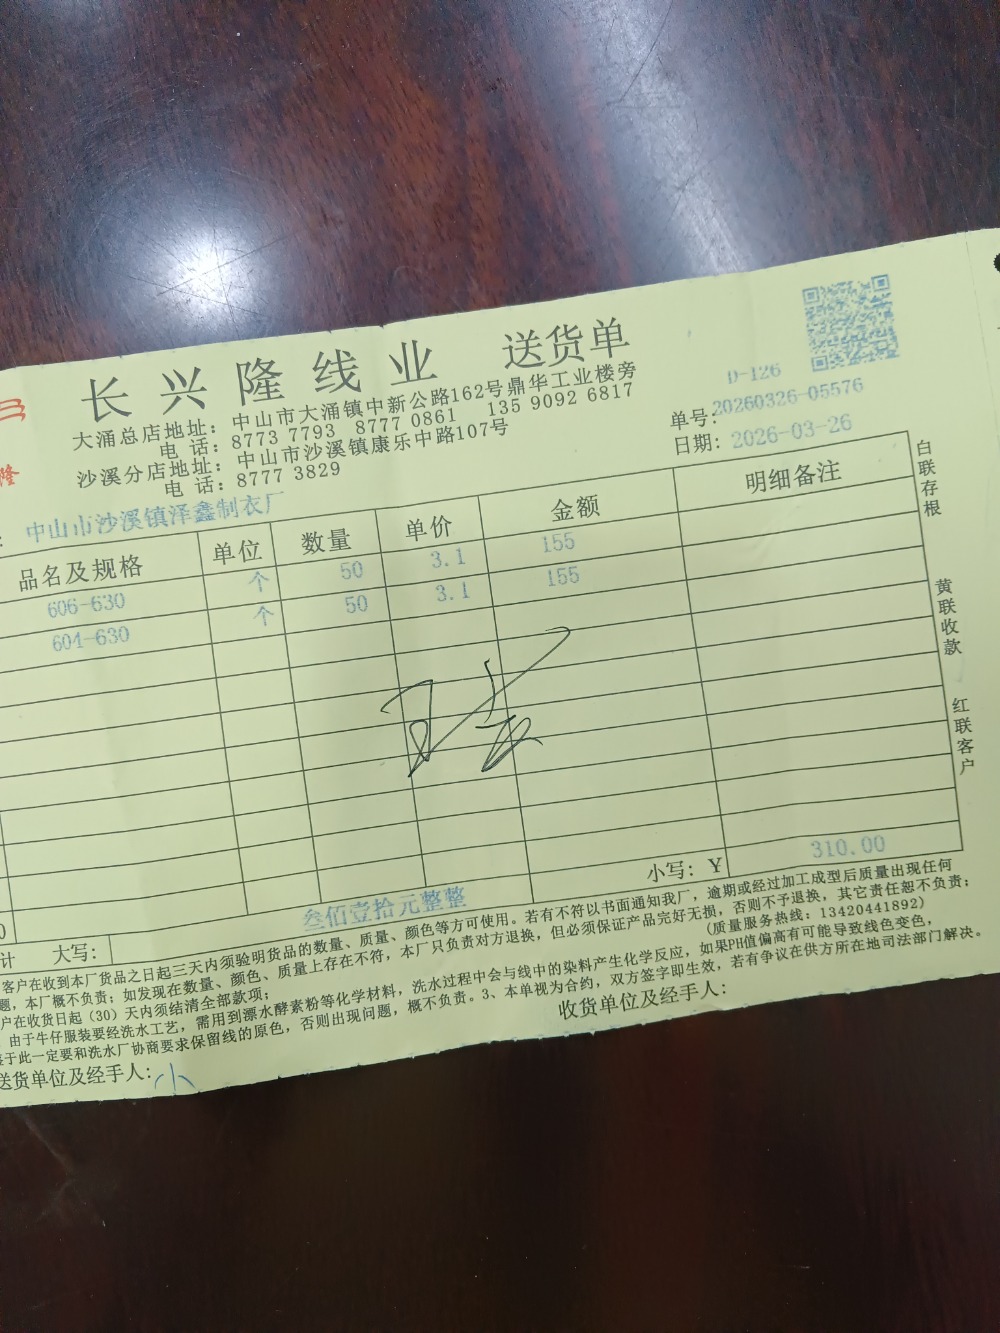 长兴隆线业 送货单
大涌总店地址：中山市大涌镇中新公路162号鼎华工业楼旁
电 话：8773 7793 8777 0861 135 9092 6817
沙溪分店地址：中山市沙溪镇康乐中路107号
电 话：8777 3829
D-126
单号：20260326-05576
日期：2026-03-26
隆
：中山市沙溪镇泽鑫制衣厂
品名及规格 单位 数量 单价 金额 明细备注
606-630 个 50 3.1 155
604-630 个 50 3.1 155
白联存根
黄联收款
红联客户
小写：￥ 310.00
计 大写： 叁佰壹拾元整整
客户在收到本厂货品之日起三天内须验明货品的数量、质量、颜色等方可使用。若有不符以书面通知我厂，逾期或经过加工成型后质量出现任何
题，本厂概不负责；如发现在数量、颜色、质量上存在不符，本厂只负责对方退换，但必须保证产品完好无损，否则不予退换，其它责任恕不负责；
户在收货日起（30）天内须结清全部款项；
（质量服务热线：13420441892）
由于牛仔服装要经洗水工艺，需用到漂水酵素粉等化学材料，洗水过程中会与线中的染料产生化学反应，如果PH值偏高有可能导致线色变色，
鉴于此一定要和洗水厂协商要求保留线的原色，否则出现问题，概不负责。3、本单视为合约，双方签字即生效，若有争议在供方所在地司法部门解决。
送货单位及经手人：小
收货单位及经手人：